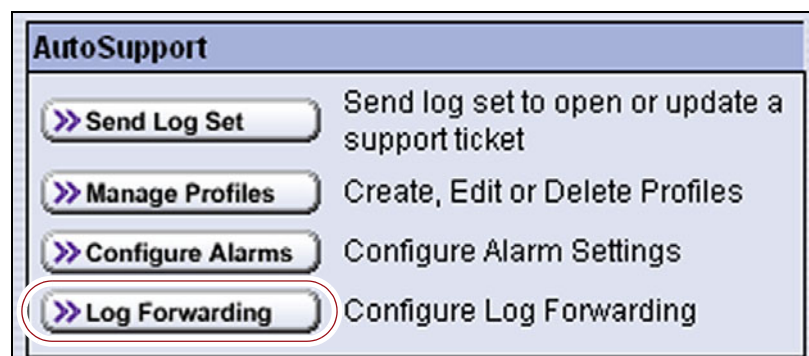 AutoSupport
Send Log Set
Send log set to open or update a
support ticket
Manage Profiles
Create, Edit or Delete Profiles
Configure Alarms
Configure Alarm Settings
Log Forwarding
Configure Log Forwarding